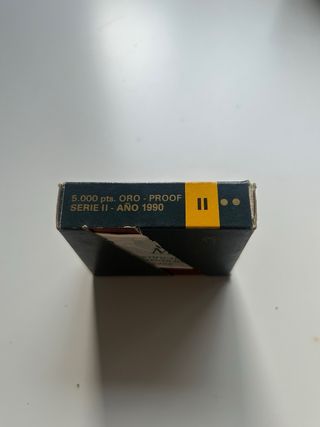 5.000 pts. ORO - PROOF
SERIE II - AÑO 1990
II
M